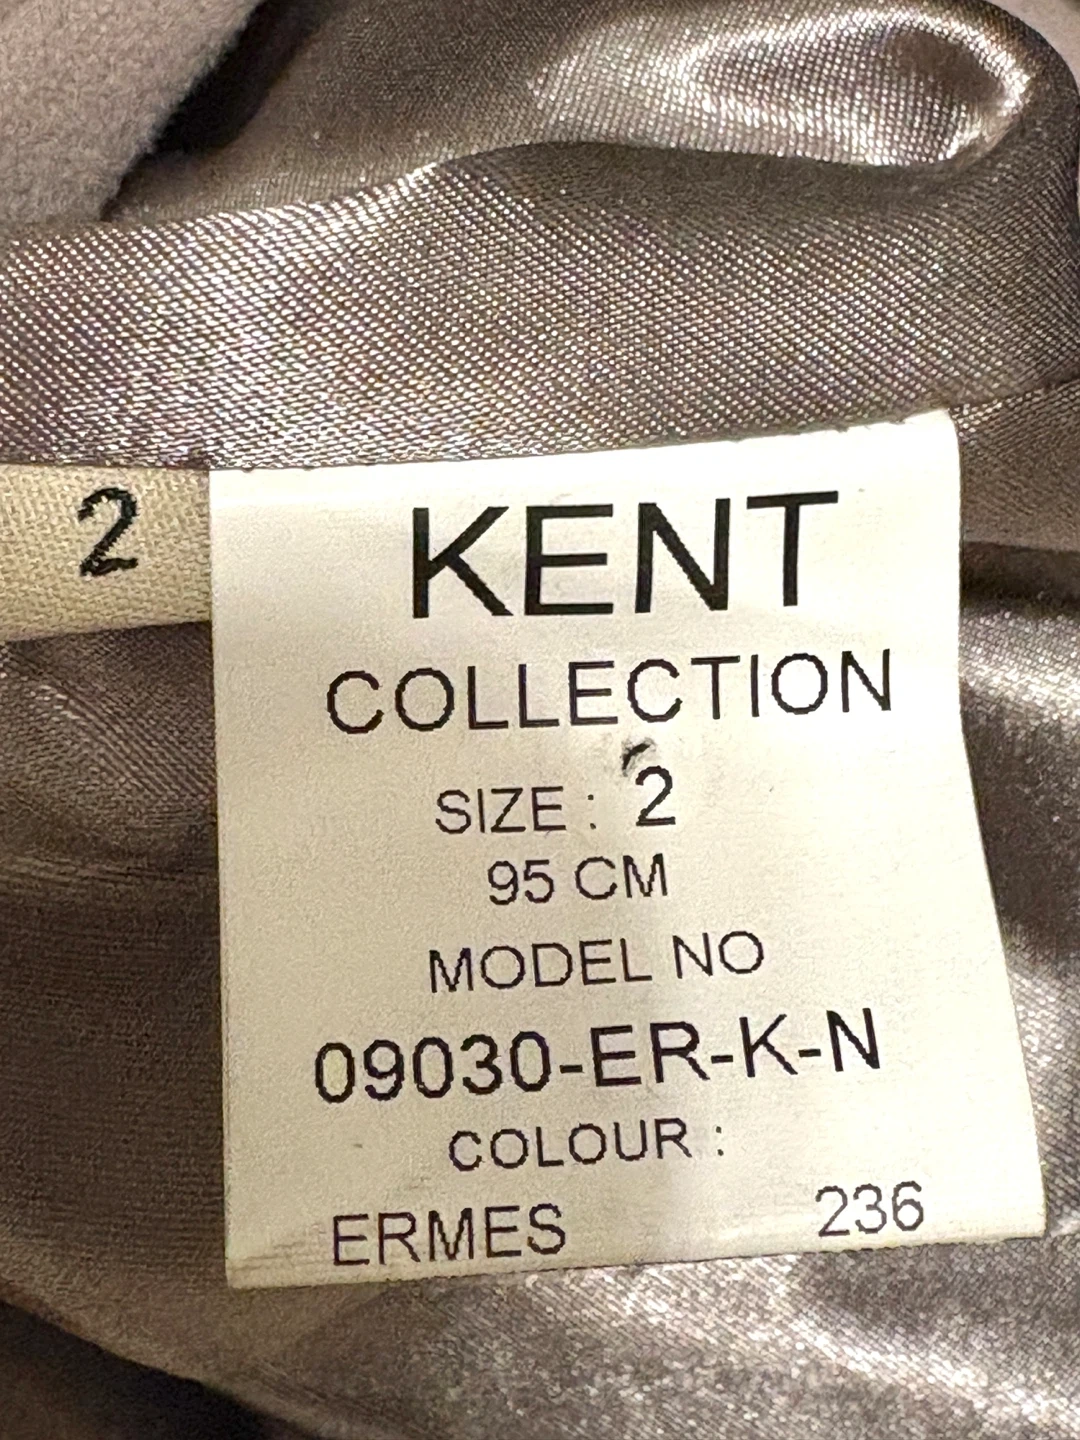 2
KENT
COLLECTION
SIZE : 2
95 CM
MODEL NO
09030-ER-K-N
COLOUR :
ERMES 236